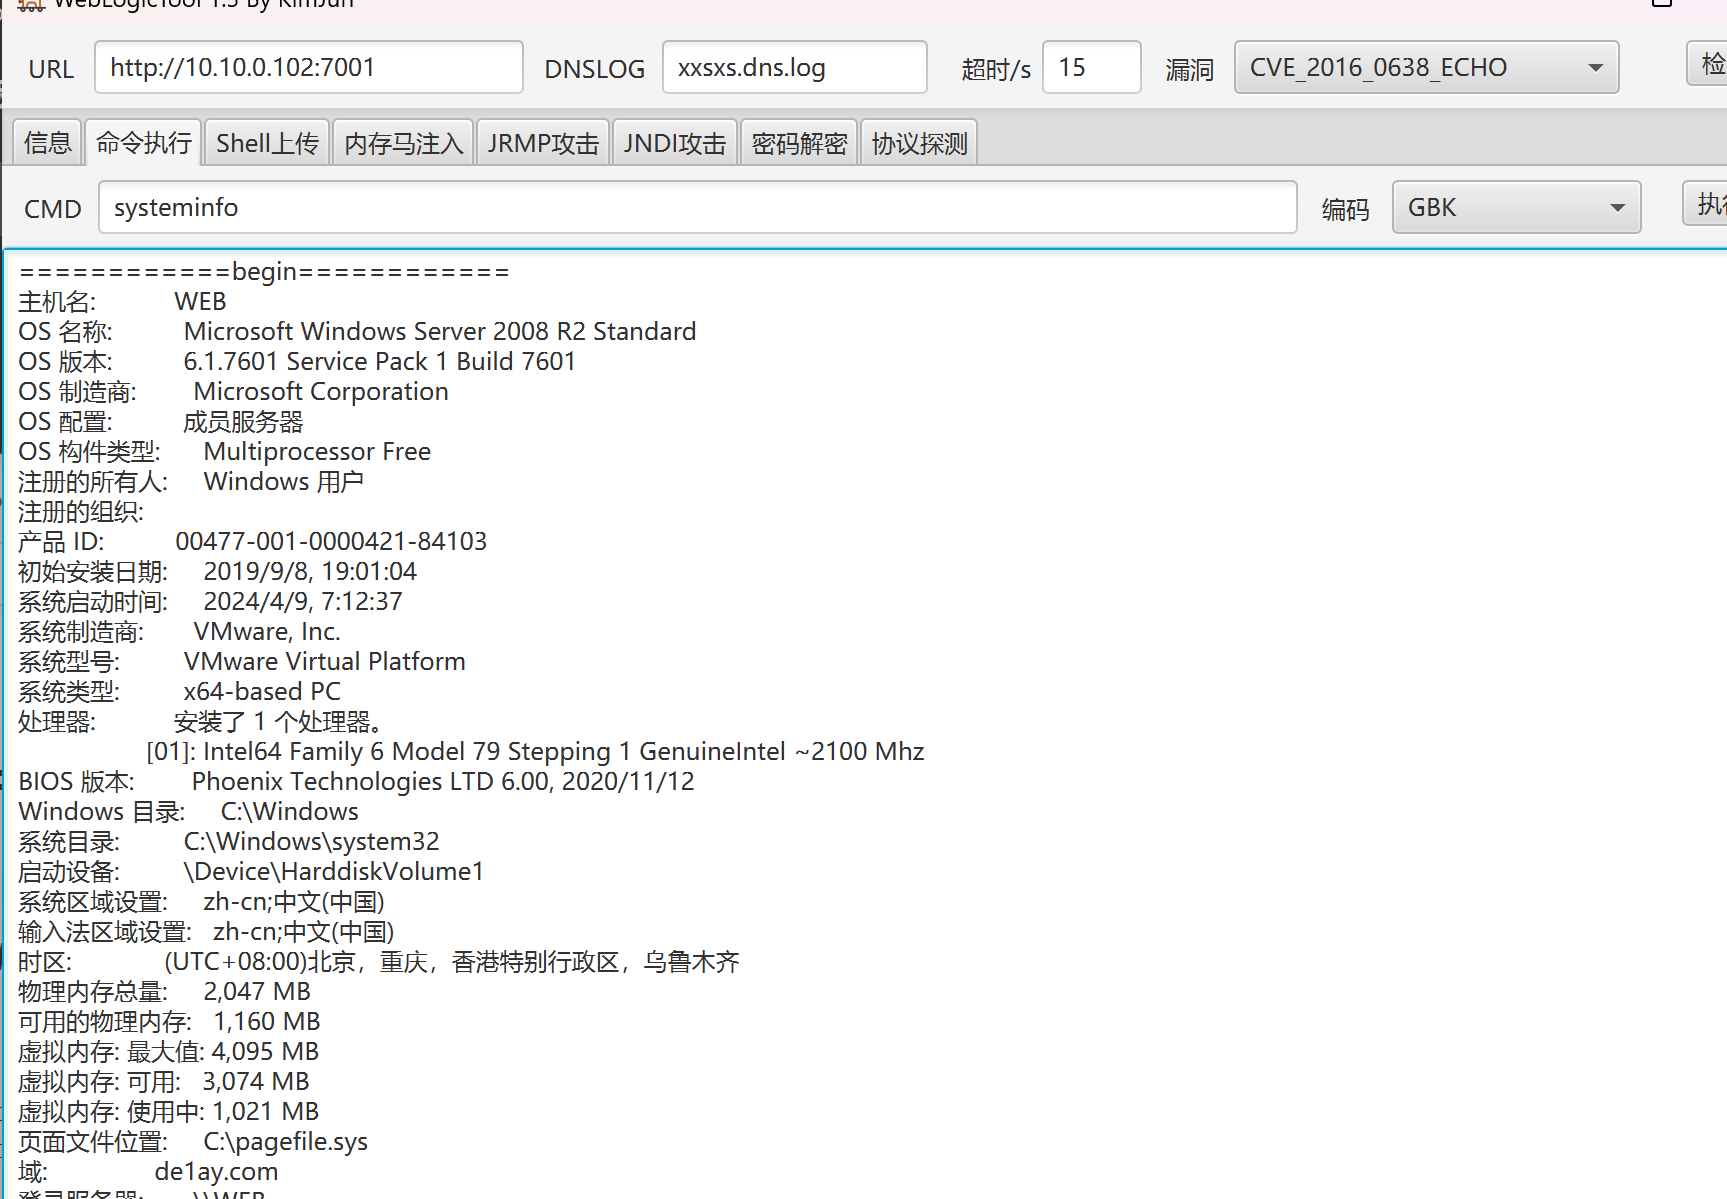 WebLogicTool 1.3 By KimJun
URL http://10.10.0.102:7001 DNSLOG xxsxs.dns.log 超时/s 15 漏洞 CVE_2016_0638_ECHO 检
信息 命令执行 Shell上传 内存马注入 JRMP攻击 JNDI攻击 密码解密 协议探测
CMD systeminfo 编码 GBK 执行
============begin============
主机名: WEB
OS 名称: Microsoft Windows Server 2008 R2 Standard
OS 版本: 6.1.7601 Service Pack 1 Build 7601
OS 制造商: Microsoft Corporation
OS 配置: 成员服务器
OS 构件类型: Multiprocessor Free
注册的所有人: Windows 用户
注册的组织:
产品 ID: 00477-001-0000421-84103
初始安装日期: 2019/9/8, 19:01:04
系统启动时间: 2024/4/9, 7:12:37
系统制造商: VMware, Inc.
系统型号: VMware Virtual Platform
系统类型: x64-based PC
处理器: 安装了 1 个处理器。
[01]: Intel64 Family 6 Model 79 Stepping 1 GenuineIntel ~2100 Mhz
BIOS 版本: Phoenix Technologies LTD 6.00, 2020/11/12
Windows 目录: C:\Windows
系统目录: C:\Windows\system32
启动设备: \Device\HarddiskVolume1
系统区域设置: zh-cn;中文(中国)
输入法区域设置: zh-cn;中文(中国)
时区: (UTC+08:00)北京，重庆，香港特别行政区，乌鲁木齐
物理内存总量: 2,047 MB
可用的物理内存: 1,160 MB
虚拟内存: 最大值: 4,095 MB
虚拟内存: 可用: 3,074 MB
虚拟内存: 使用中: 1,021 MB
页面文件位置: C:\pagefile.sys
域: de1ay.com
登录服务器: \\WEB